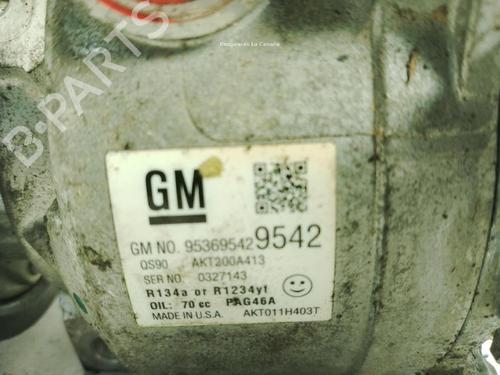 Desguaces La Cabaña
B-PARTS
GM
GM NO. 95369542 9542
QS90 AKT200A413
SER NO. 0327143
R134a or R1234yf
OIL: 70 cc PAG46A
MADE IN U.S.A. AKT011H403T